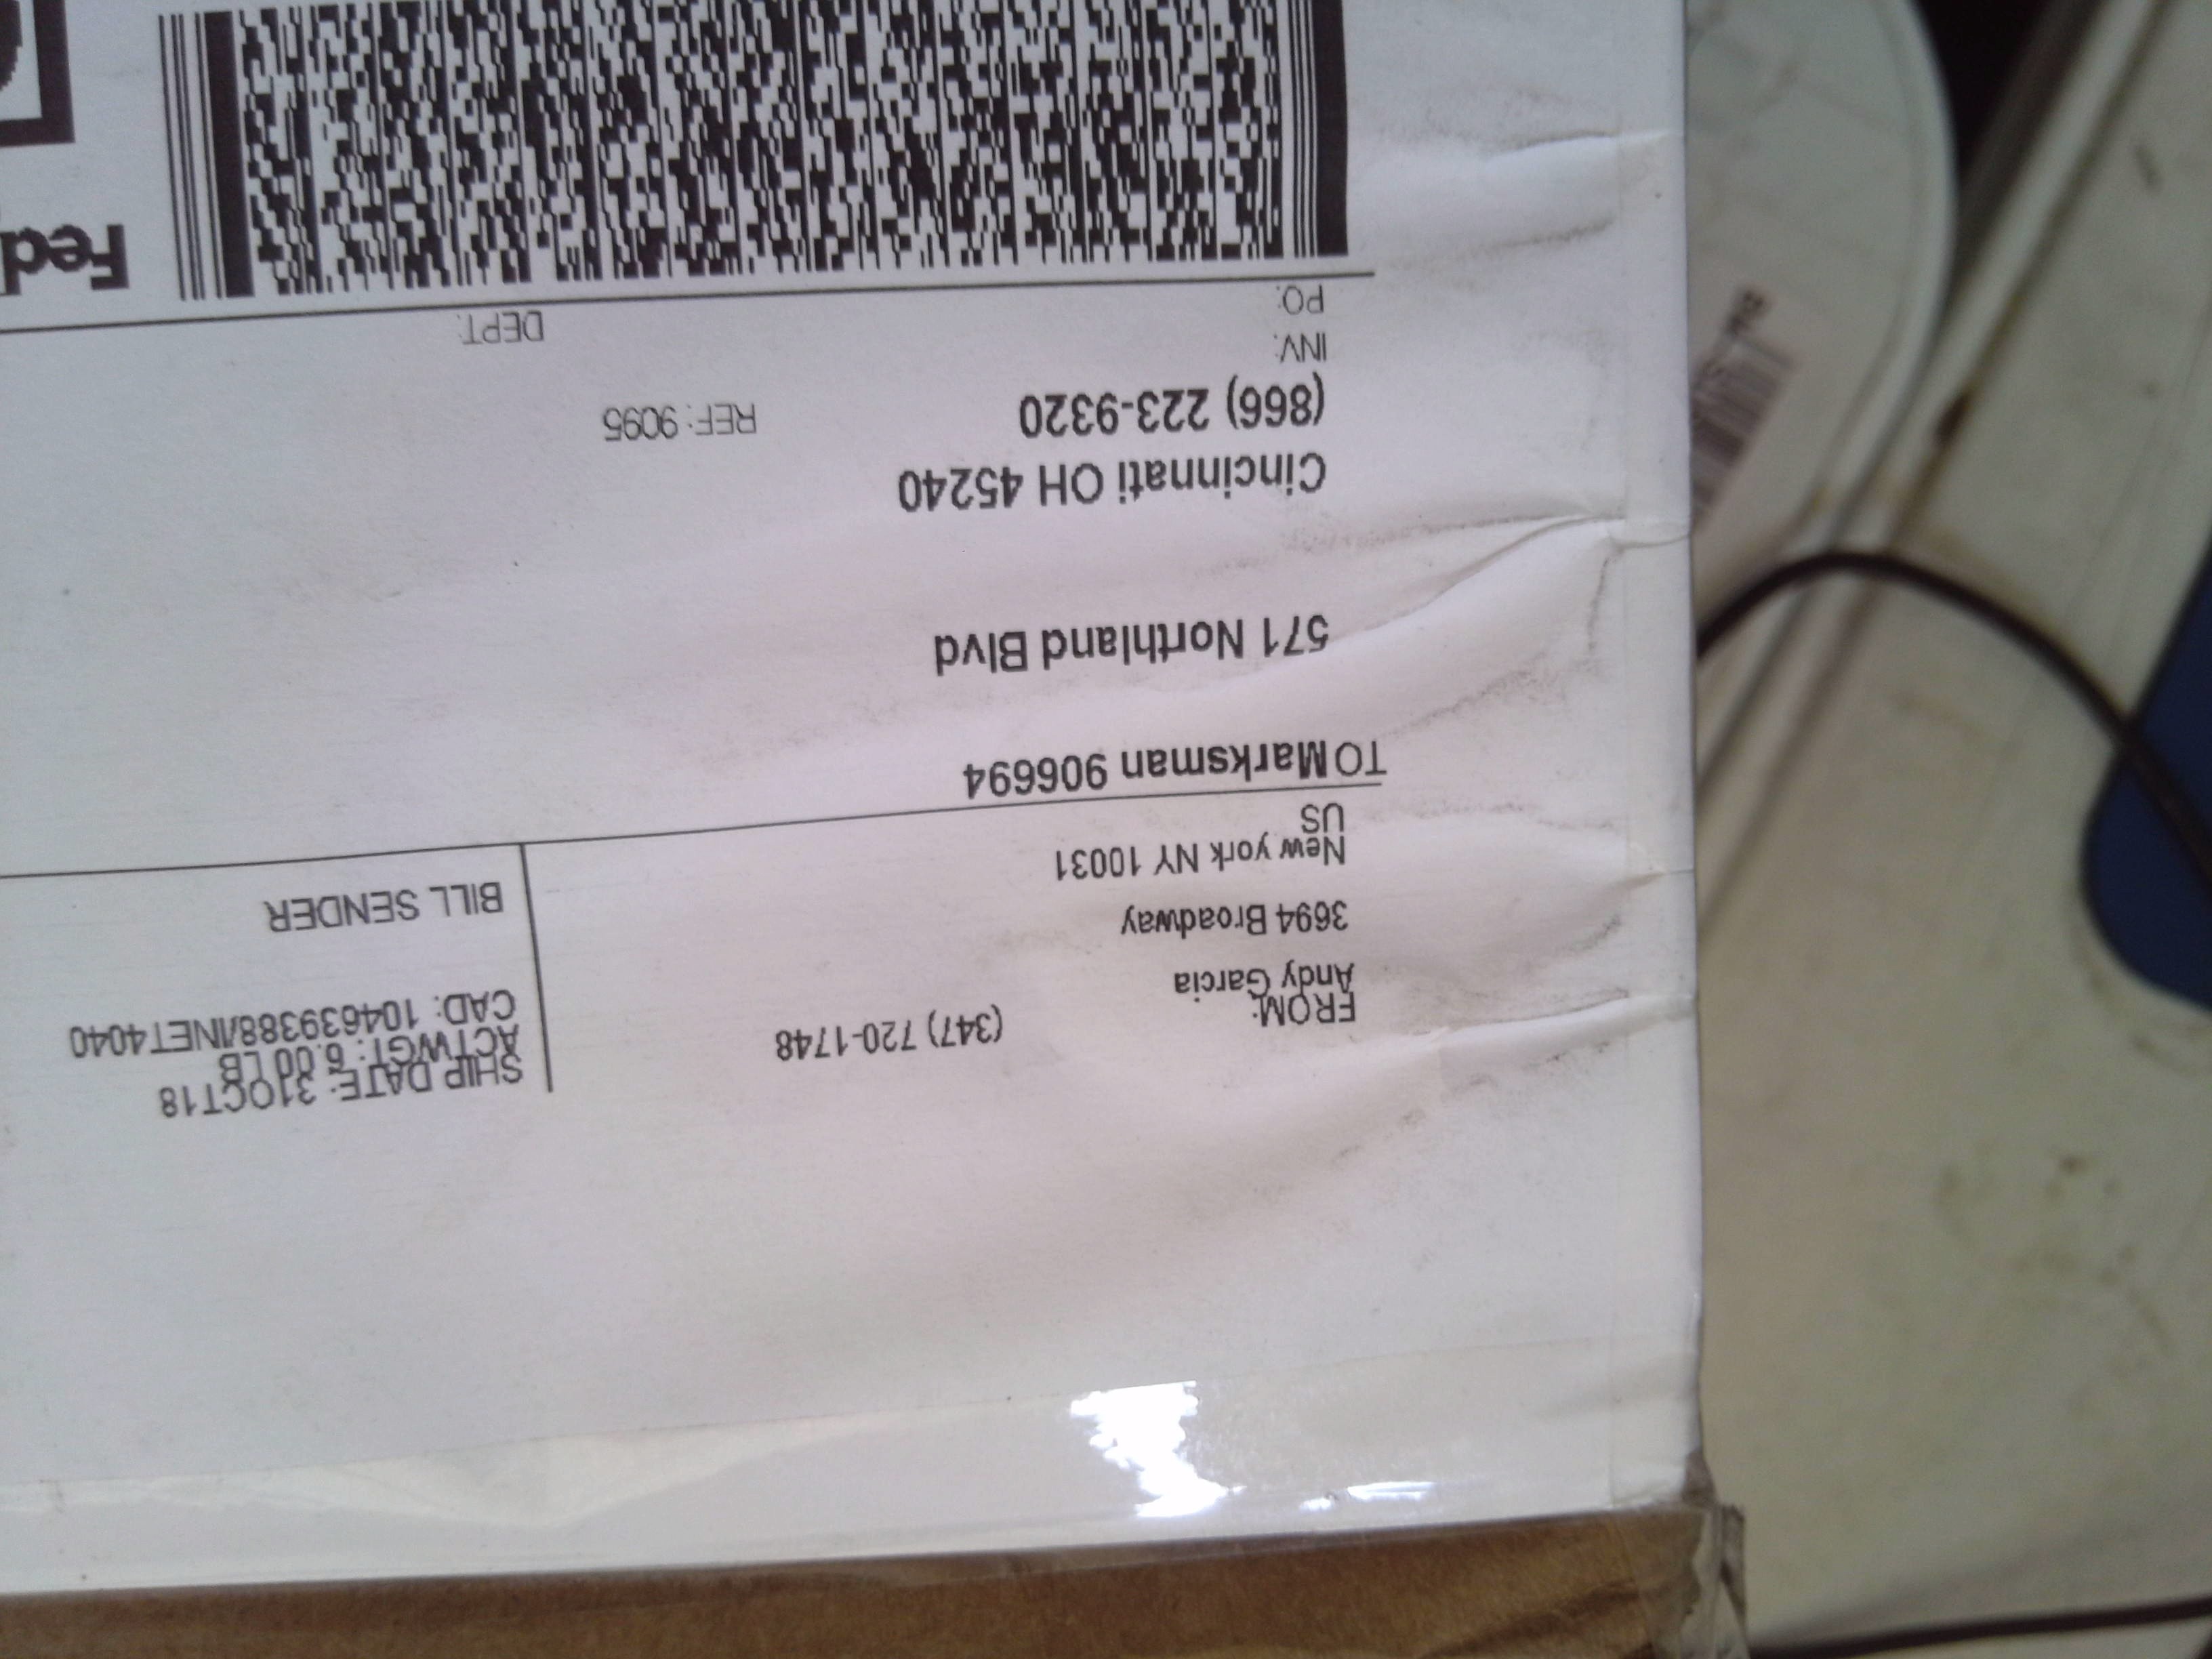 SHIP DATE: 31OCT18
ACTWGT: 6.00 LB
CAD: 104639388/INET4040
BILL SENDER
FROM: (347) 720-1748
Andy Garcia
3694 Broadway
New york NY 10031
US
TO Marksman 906694
571 Northland Blvd
Cincinnati OH 45240
(866) 223-9320
REF: 9095
INV:
PO:
DEPT:
Fed